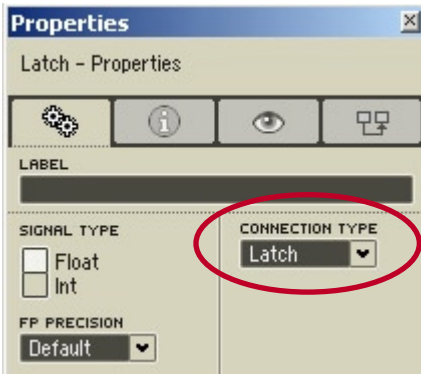 Properties
Latch - Properties
LABEL
SIGNAL TYPE
Float
Int
FP PRECISION
Default
CONNECTION TYPE
Latch